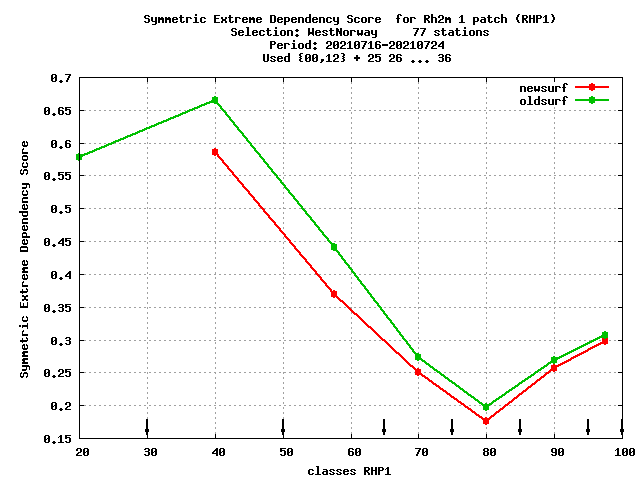 Symmetric Extreme Dependency Score  for Rh2m 1 patch (RHP1)
Selection: WestNorway     77 stations
Period: 20210716-20210724
Used {00,12} + 25 26 ... 36
newsurf
oldsurf
Symmetric Extreme Dependency Score
0,7
0,65
0,6
0,55
0,5
0,45
0,4
0,35
0,3
0,25
0,2
0,15
20 30 40 50 60 70 80 90 100
classes RHP1